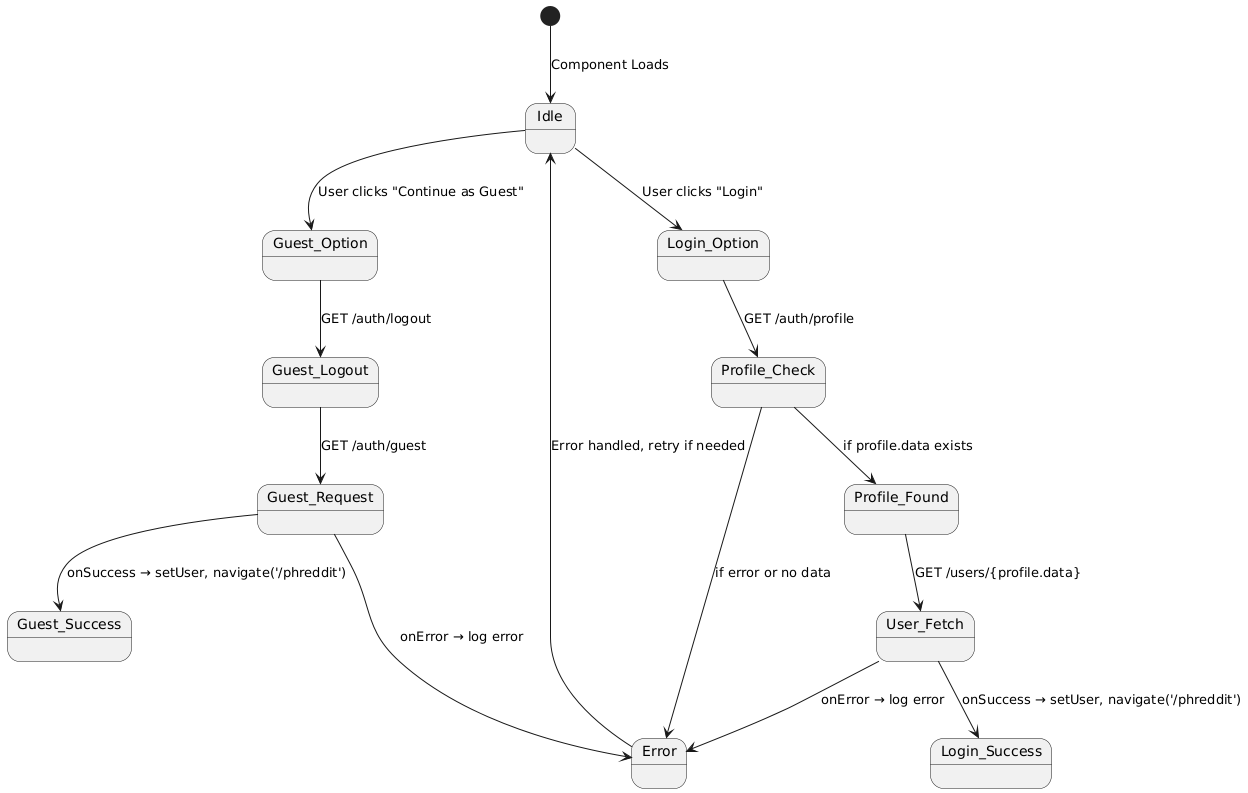 Component Loads
Idle
User clicks "Continue as Guest"
User clicks "Login"
Guest_Option
Login_Option
GET /auth/logout
GET /auth/profile
Guest_Logout
Profile_Check
GET /auth/guest
Error handled, retry if needed
if profile.data exists
Guest_Request
Profile_Found
onSuccess → setUser, navigate('/phreddit')
if error or no data
GET /users/{profile.data}
Guest_Success
User_Fetch
onError → log error
onError → log error
onSuccess → setUser, navigate('/phreddit')
Error
Login_Success